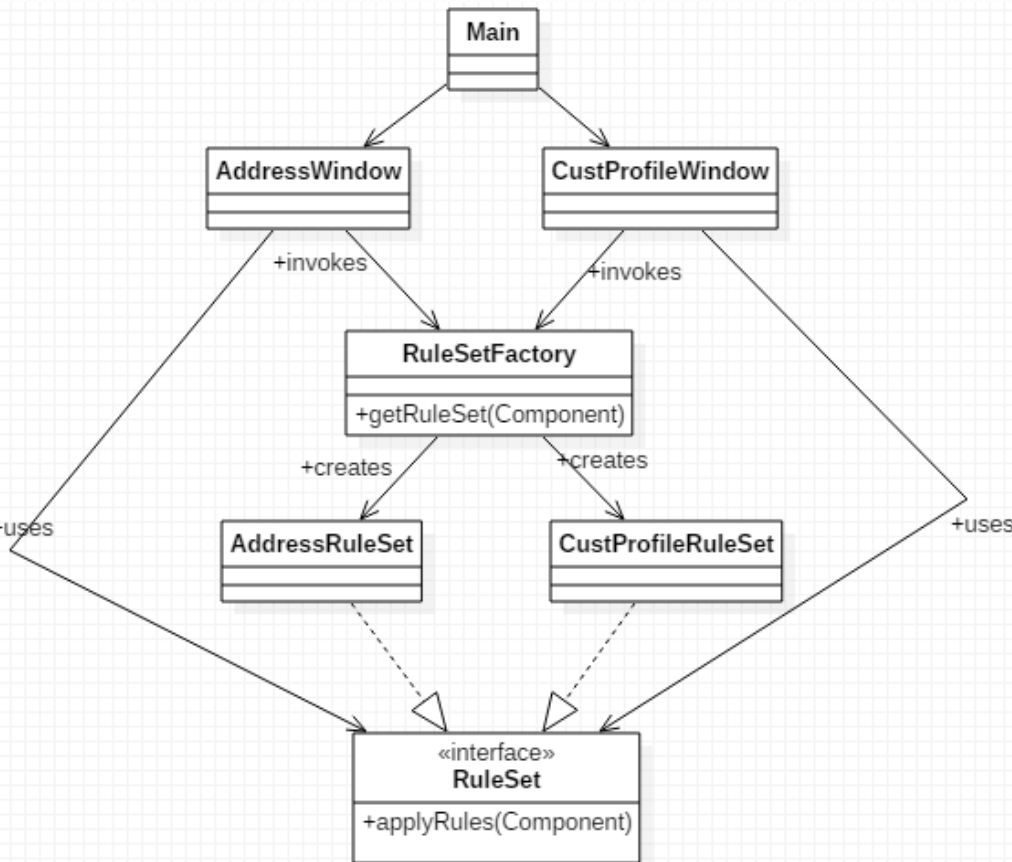 Main
AddressWindow
CustProfileWindow
+invokes
+invokes
RuleSetFactory
+getRuleSet(Component)
+creates
+creates
+uses
+uses
AddressRuleSet
CustProfileRuleSet
«interface»
RuleSet
+applyRules(Component)